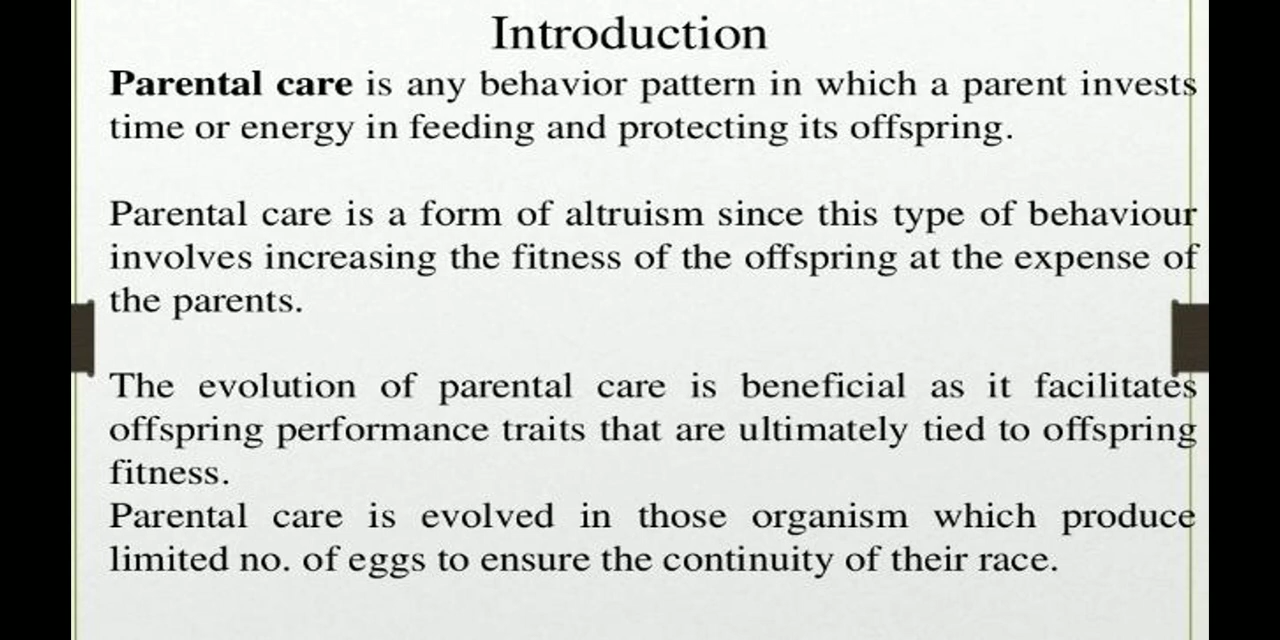 Introduction
Parental care is any behavior pattern in which a parent invests
time or energy in feeding and protecting its offspring.
Parental care is a form of altruism since this type of behaviour
involves increasing the fitness of the offspring at the expense of
the parents.
The evolution of parental care is beneficial as it facilitates
offspring performance traits that are ultimately tied to offspring
fitness.
Parental care is evolved in those organism which produce
limited no. of eggs to ensure the continuity of their race.